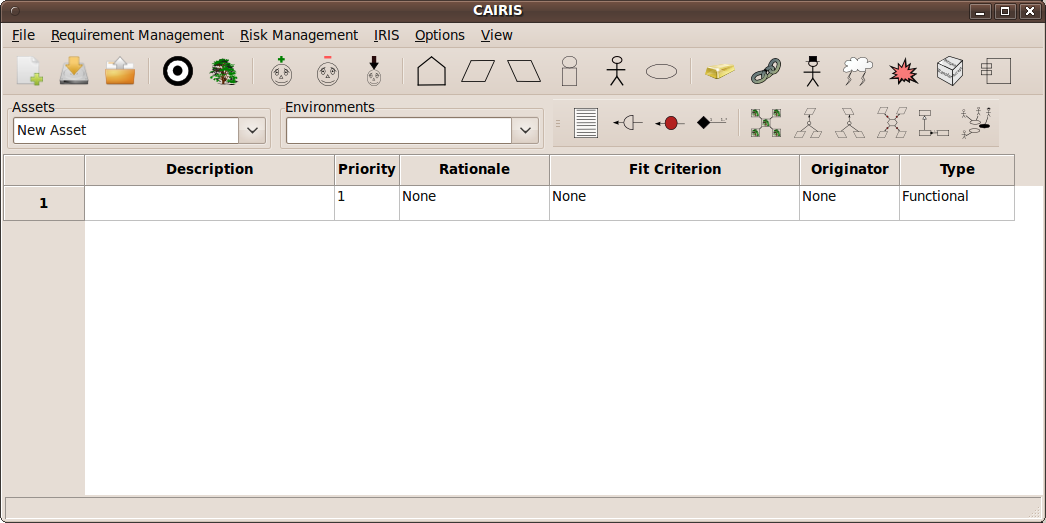 CAIRIS
File Requirement Management Risk Management IRIS Options View
Assets Environments
New Asset
Description Priority Rationale Fit Criterion Originator Type
1 1 None None None Functional